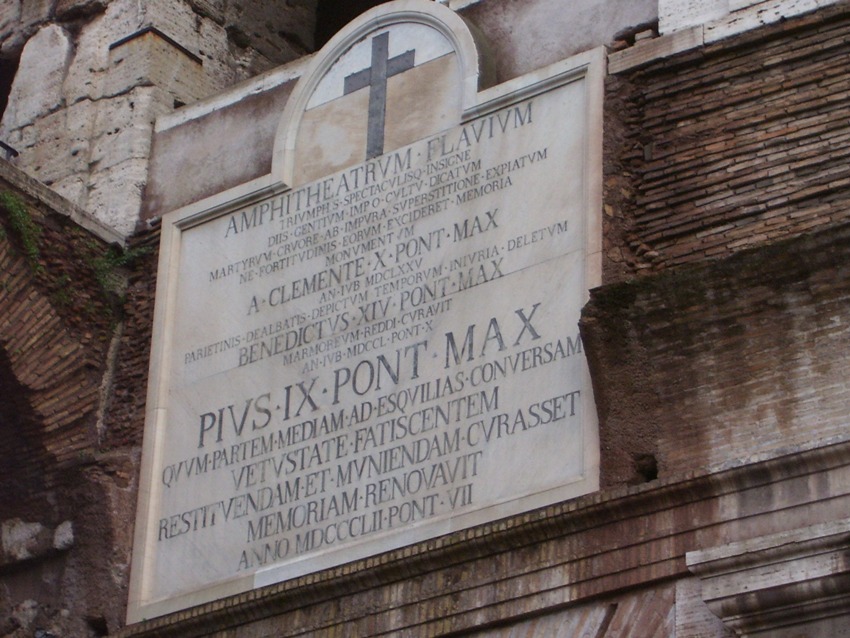 AMPHITHEATRVM · FLAVIVM
TRIVMPHIS · SPECTACVLISQ · INSIGNE
DIIS · GENTIVM · IMPIO · CVLTV · DICATVM
MARTYRVM · CRVORE · AB · IMPVRA · SVPERSTITIONE · EXPIATVM
NE · FORTITVDINIS · EORVM · EXCIDERET · MEMORIA
MONVMENTVM
A · CLEMENTE · X · PONT · MAX
AN · IVB · MDCLXXV
PARIETINIS · DEALBATIS · DEPICTVM · TEMPORVM · INIVRIA · DELETVM
BENEDICTVS · XIV · PONT · MAX
MARMOREVM · REDDI · CVRAVIT
AN · IVB · MDCCL · PONT · X
PIVS · IX · PONT · MAX
QVVM · PARTEM · MEDIAM · AD · ESQVILIAS · CONVERSAM
VETVSTATE · FATISCENTEM
RESTITVENDAM · ET · MVNIENDAM · CVRASSET
MEMORIAM · RENOVAVIT
ANNO · MDCCCLII · PONT · VII